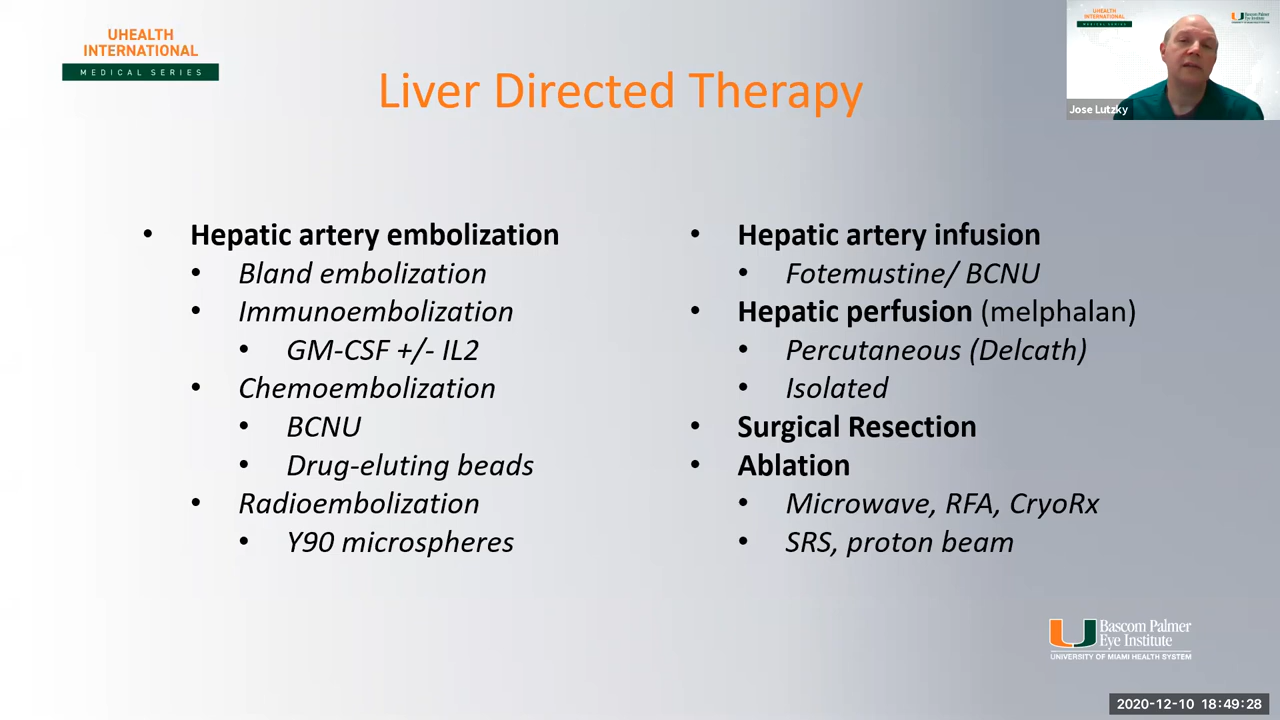 UHEALTH
INTERNATIONAL
MEDICAL SERIES
Liver Directed Therapy
Jose Lutzky
• Hepatic artery embolization
• Bland embolization
• Immunoembolization
• GM-CSF +/- IL2
• Chemoembolization
• BCNU
• Drug-eluting beads
• Radioembolization
• Y90 microspheres
• Hepatic artery infusion
• Fotemustine/ BCNU
• Hepatic perfusion (melphalan)
• Percutaneous (Delcath)
• Isolated
• Surgical Resection
• Ablation
• Microwave, RFA, CryoRx
• SRS, proton beam
Bascom Palmer
Eye Institute
UNIVERSITY OF MIAMI HEALTH SYSTEM
2020-12-10 18:49:28